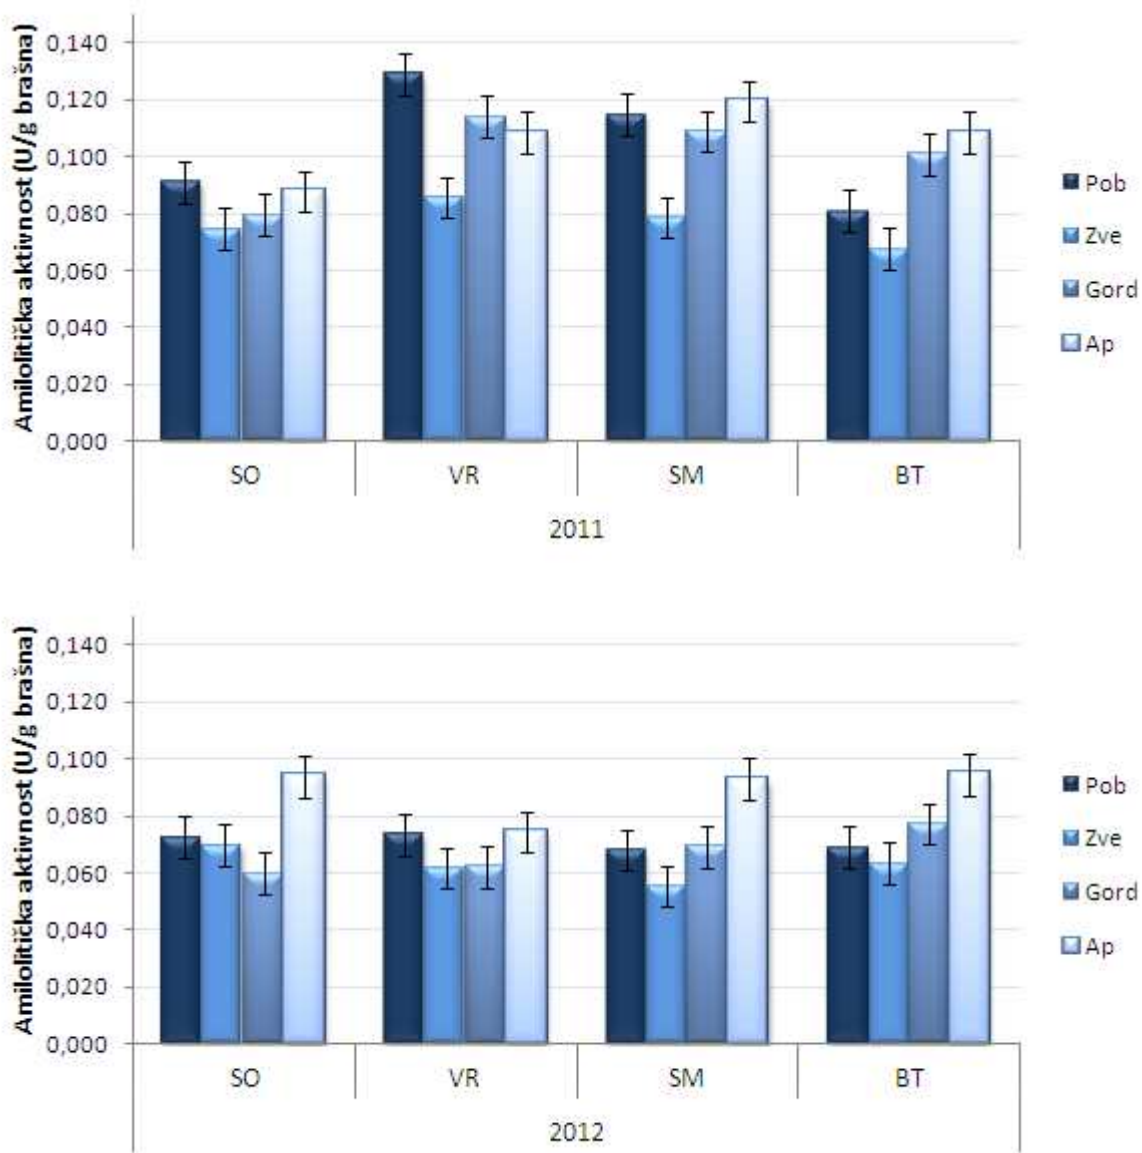 Amilolitička aktivnost (U/g brašna)
0,140
0,120
0,100
0,080
0,060
0,040
0,020
0,000
SO VR SM BT
2011
Pob
Zve
Gord
Ap
Amilolitička aktivnost (U/g brašna)
0,140
0,120
0,100
0,080
0,060
0,040
0,020
0,000
SO VR SM BT
2012
Pob
Zve
Gord
Ap